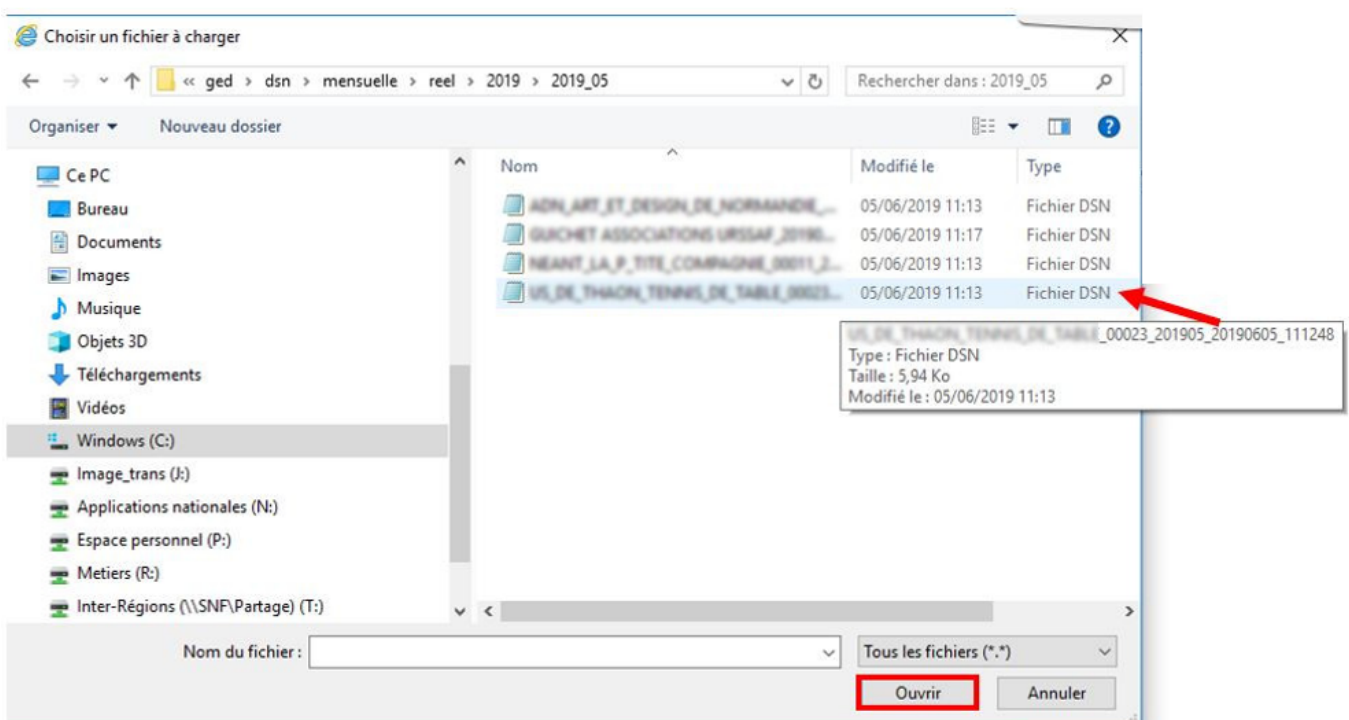 Choisir un fichier à charger
« ged › dsn › mensuelle › reel › 2019 › 2019_05
Rechercher dans : 2019_05
Organiser
Nouveau dossier
Ce PC
Bureau
Documents
Images
Musique
Objets 3D
Téléchargements
Vidéos
Windows (C:)
Image_trans (J:)
Applications nationales (N:)
Espace personnel (P:)
Metiers (R:)
Inter-Régions (\\SNF\Partage) (T:)
Nom Modifié le Type
05/06/2019 11:13 Fichier DSN
05/06/2019 11:17 Fichier DSN
05/06/2019 11:13 Fichier DSN
05/06/2019 11:13 Fichier DSN
_00023_201905_20190605_111248
Type : Fichier DSN
Taille : 5,94 Ko
Modifié le : 05/06/2019 11:13
Nom du fichier :
Tous les fichiers (*.*)
Ouvrir
Annuler